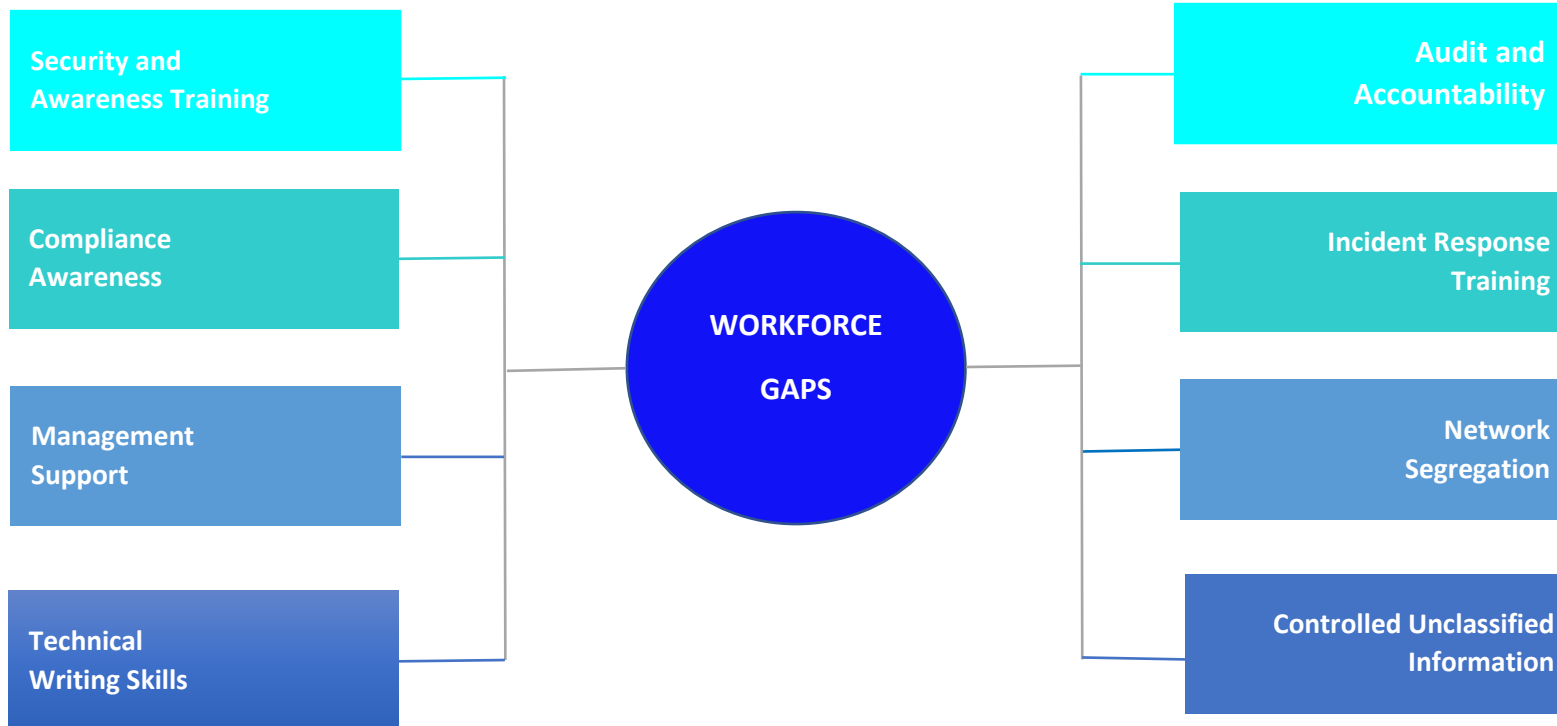 Security and
Awareness Training
Compliance
Awareness
Management
Support
Technical
Writing Skills
WORKFORCE
GAPS
Audit and
Accountability
Incident Response
Training
Network
Segregation
Controlled Unclassified
Information